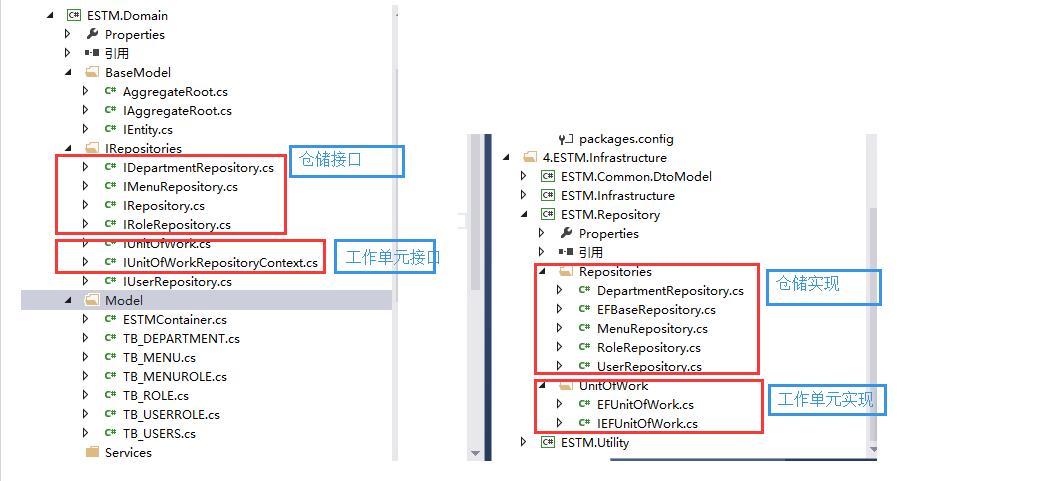 ESTM.Domain
Properties
引用
BaseModel
AggregateRoot.cs
IAggregateRoot.cs
IEntity.cs
IRepositories
IDepartmentRepository.cs
仓储接口
IMenuRepository.cs
IRepository.cs
IRoleRepository.cs
IUnitOfWork.cs
IUnitOfWorkRepositoryContext.cs
工作单元接口
IUserRepository.cs
Model
ESTMContainer.cs
TB_DEPARTMENT.cs
TB_MENU.cs
TB_MENUROLE.cs
TB_ROLE.cs
TB_USERROLE.cs
TB_USERS.cs
Services
packages.config
4.ESTM.Infrastructure
ESTM.Common.DtoModel
ESTM.Infrastructure
ESTM.Repository
Properties
引用
Repositories
仓储实现
DepartmentRepository.cs
EFBaseRepository.cs
MenuRepository.cs
RoleRepository.cs
UserRepository.cs
UnitOfWork
工作单元实现
EFUnitOfWork.cs
IEFUnitOfWork.cs
ESTM.Utility